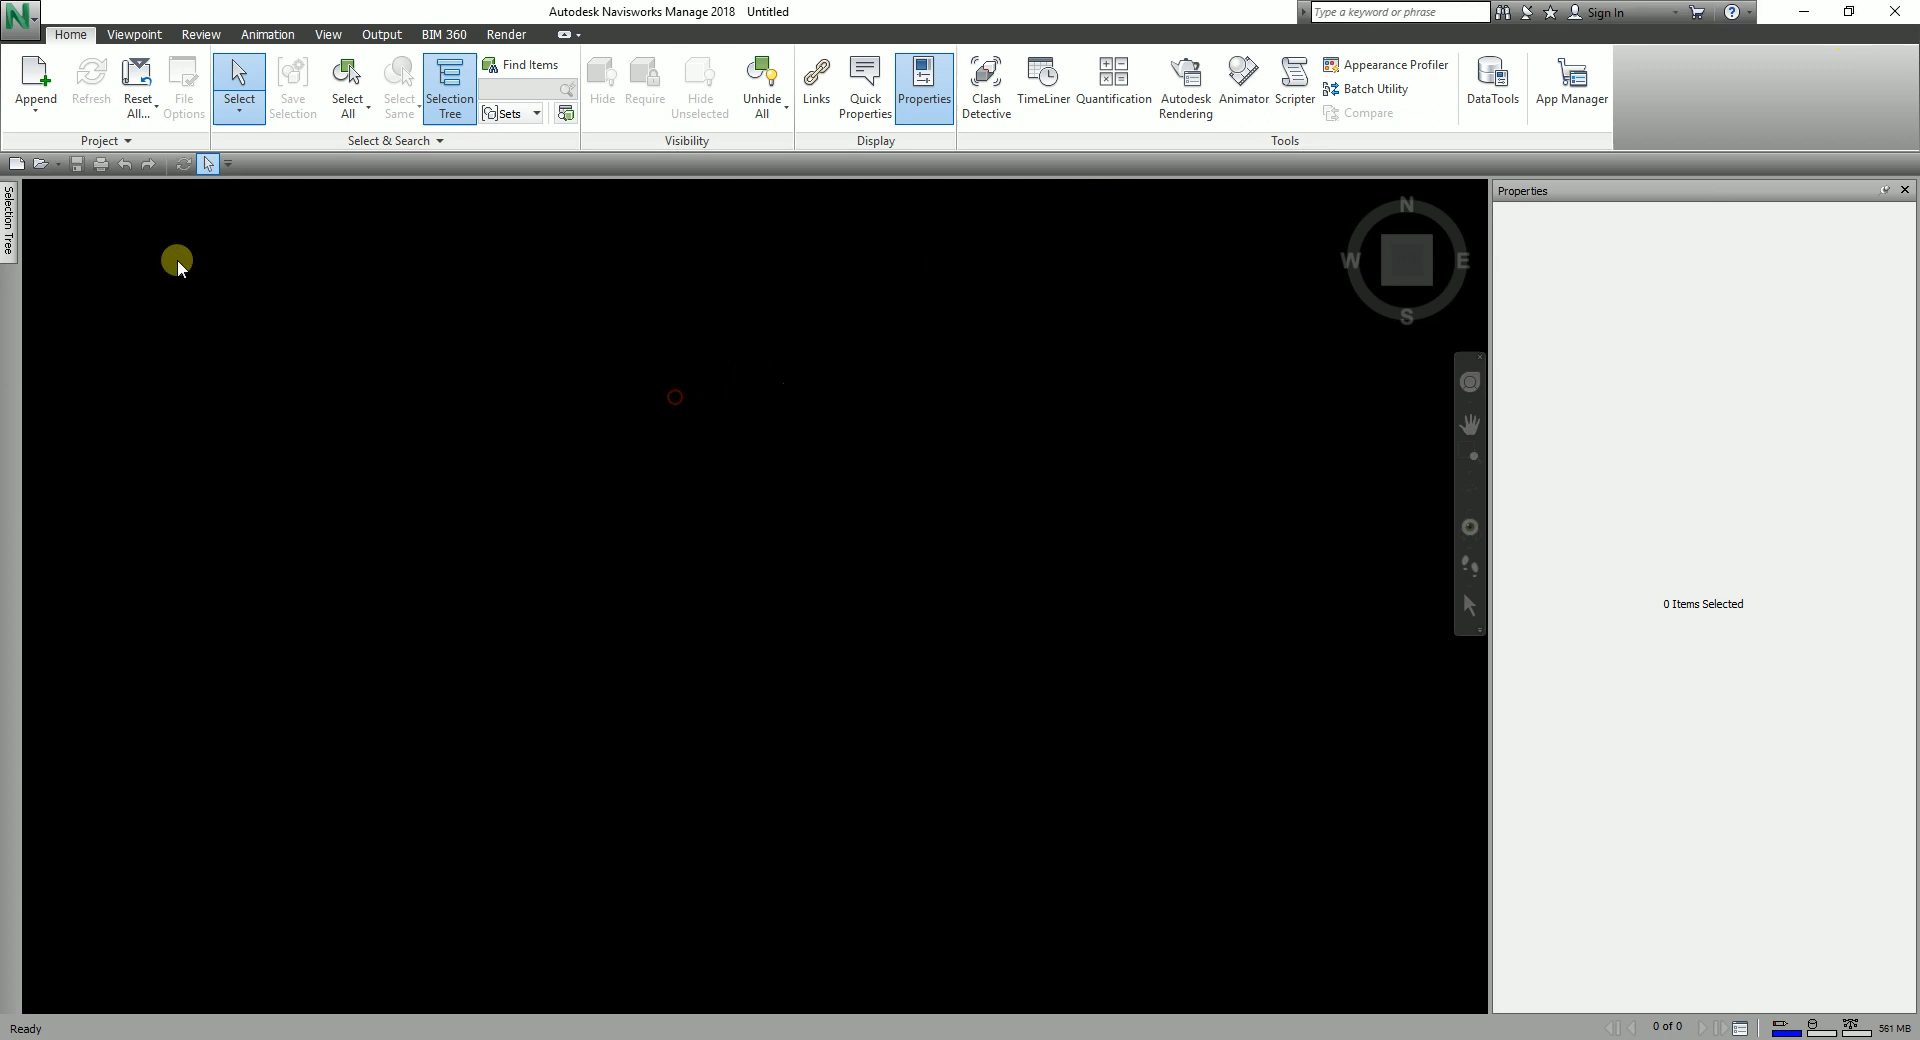 Autodesk Navisworks Manage 2018 Untitled
Type a keyword or phrase
Sign In
Home Viewpoint Review Animation View Output BIM 360 Render
Append
Refresh
Reset
All...
File
Options
Project
Select
Save
Selection
Select
All
Select
Same
Selection
Tree
Find Items
Sets
Select & Search
Hide
Require
Hide
Unselected
Unhide
All
Visibility
Links
Quick
Properties
Properties
Display
Clash
Detective
TimeLiner
Quantification
Autodesk
Rendering
Animator
Scripter
Appearance Profiler
Batch Utility
Compare
DataTools
App Manager
Tools
Selection Tree
N
W
E
S
Properties
0 Items Selected
Ready
0 of 0
561 MB